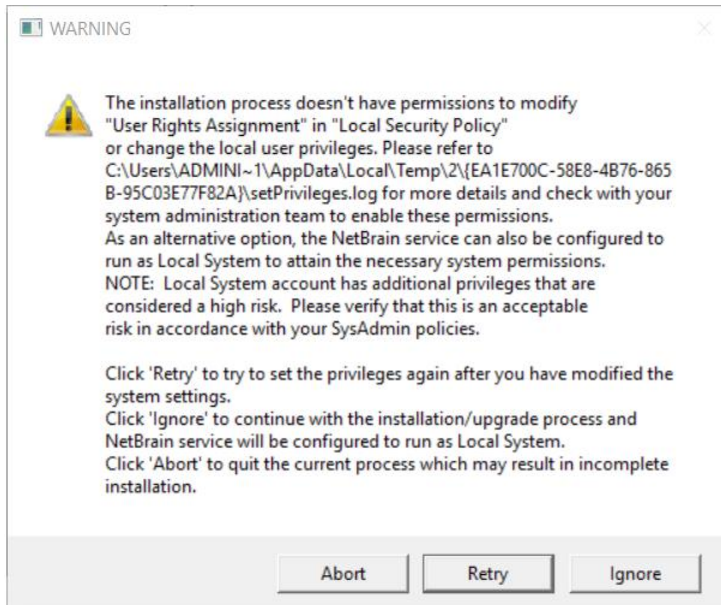 WARNING
The installation process doesn't have permissions to modify
"User Rights Assignment" in "Local Security Policy"
or change the local user privileges. Please refer to
C:\Users\ADMINI~1\AppData\Local\Temp\2\{EA1E700C-58E8-4B76-865
B-95C03E77F82A}\setPrivileges.log for more details and check with your
system administration team to enable these permissions.
As an alternative option, the NetBrain service can also be configured to
run as Local System to attain the necessary system permissions.
NOTE:  Local System account has additional privileges that are
considered a high risk.  Please verify that this is an acceptable
risk in accordance with your SysAdmin policies.
Click 'Retry' to try to set the privileges again after you have modified the
system settings.
Click 'Ignore' to continue with the installation/upgrade process and
NetBrain service will be configured to run as Local System.
Click 'Abort' to quit the current process which may result in incomplete
installation.
Abort Retry Ignore